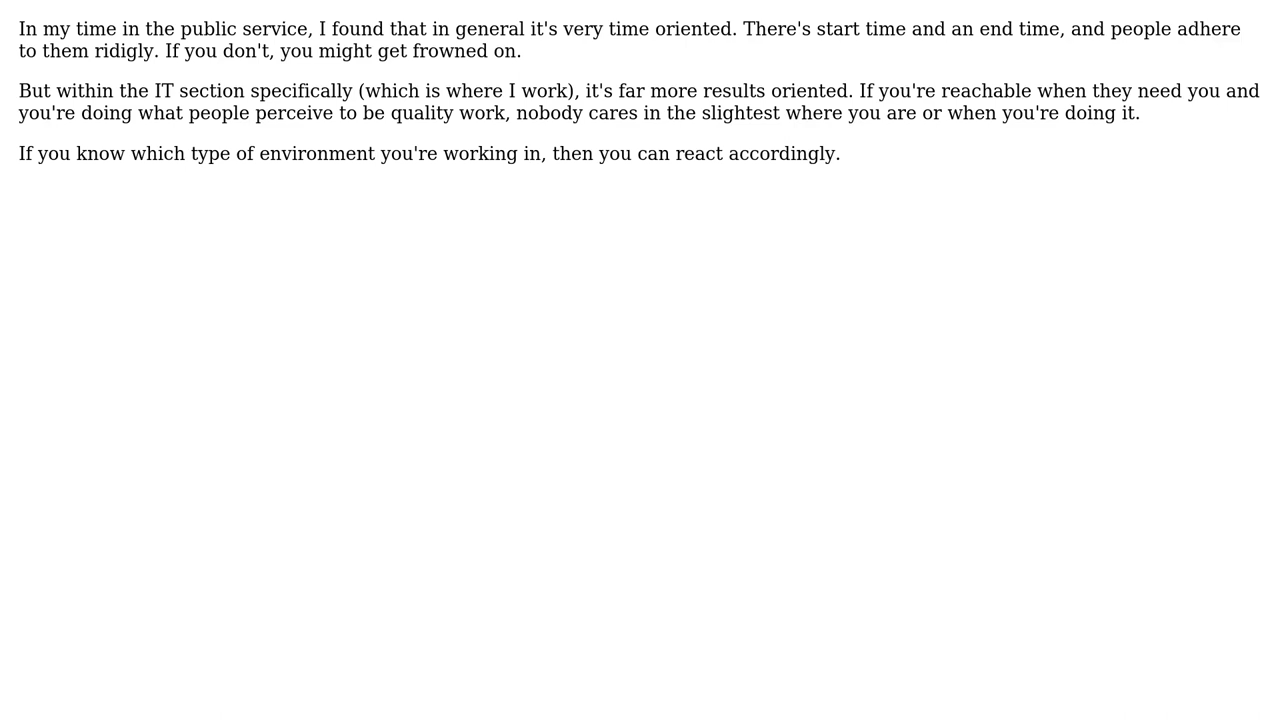 In my time in the public service, I found that in general it's very time oriented. There's start time and an end time, and people adhere
to them ridigly. If you don't, you might get frowned on.
But within the IT section specifically (which is where I work), it's far more results oriented. If you're reachable when they need you and
you're doing what people perceive to be quality work, nobody cares in the slightest where you are or when you're doing it.
If you know which type of environment you're working in, then you can react accordingly.